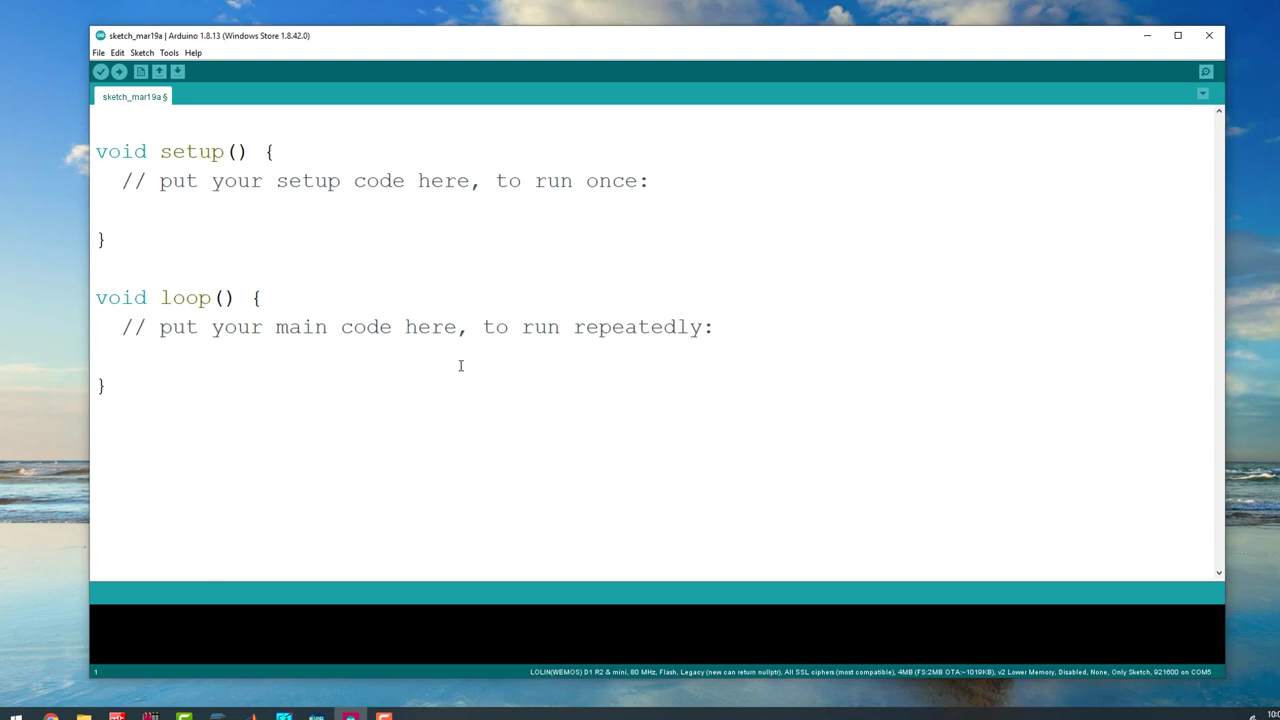 sketch_mar19a | Arduino 1.8.13 (Windows Store 1.8.42.0)
File Edit Sketch Tools Help
sketch_mar19a §
void setup() {
// put your setup code here, to run once:
}
void loop() {
// put your main code here, to run repeatedly:
}
1
LOLIN(WEMOS) D1 R2 & mini, 80 MHz, Flash, Legacy (new can return nullptr), All SSL ciphers (most compatible), 4MB (FS:2MB OTA:~1019KB), v2 Lower Memory, Disabled, None, Only Sketch, 921600 on COM5